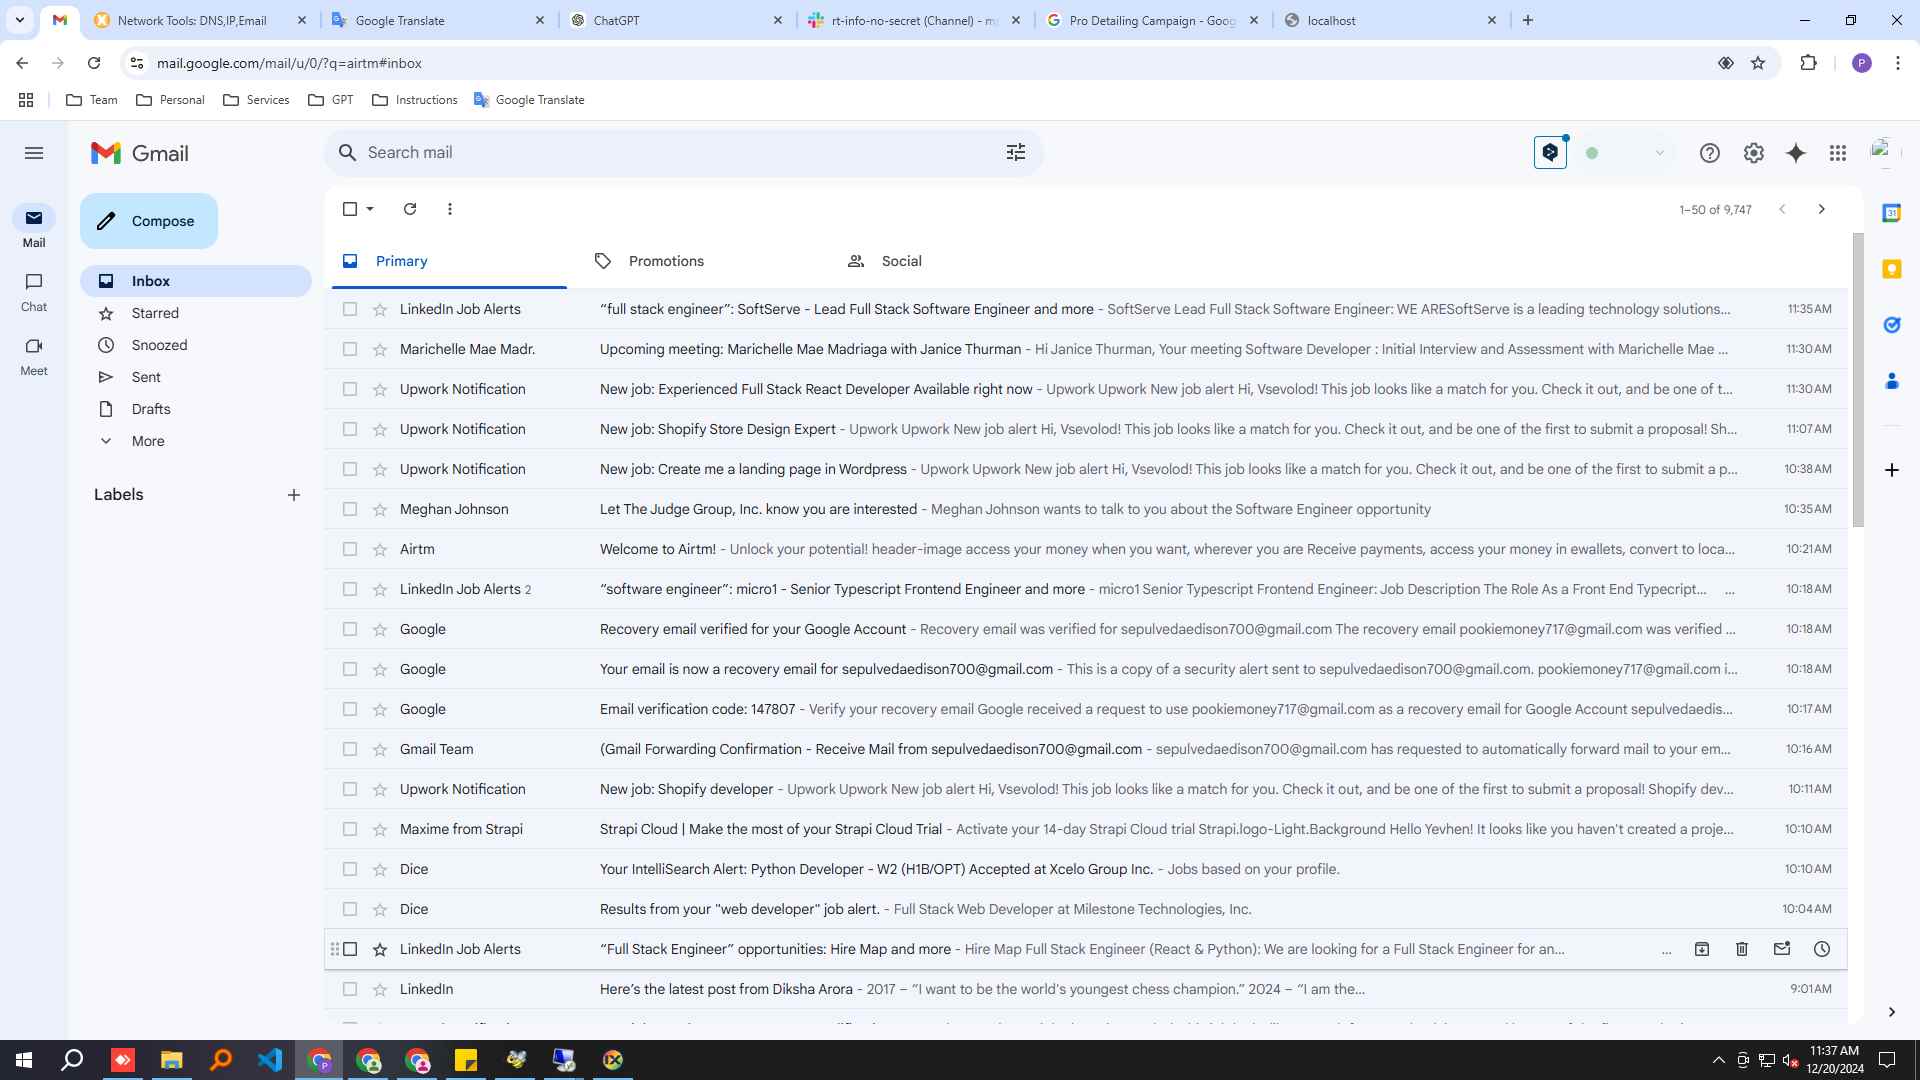 Network Tools: DNS,IP,Email
Google Translate
ChatGPT
rt-info-no-secret (Channel) - m
Pro Detailing Campaign - Goog
localhost
mail.google.com/mail/u/0/?q=airtm#inbox
P
Team
Personal
Services
GPT
Instructions
Google Translate
Gmail
Search mail
Compose
Mail
Chat
Meet
Inbox
Starred
Snoozed
Sent
Drafts
More
Labels
1–50 of 9,747
31
Primary
Promotions
Social
LinkedIn Job Alerts “full stack engineer”: SoftServe - Lead Full Stack Software Engineer and more - SoftServe Lead Full Stack Software Engineer: WE ARESoftServe is a leading technology solutions... 11:35 AM
Marichelle Mae Madr. Upcoming meeting: Marichelle Mae Madriaga with Janice Thurman - Hi Janice Thurman, Your meeting Software Developer : Initial Interview and Assessment with Marichelle Mae ... 11:30 AM
Upwork Notification New job: Experienced Full Stack React Developer Available right now - Upwork Upwork New job alert Hi, Vsevolod! This job looks like a match for you. Check it out, and be one of t... 11:30 AM
Upwork Notification New job: Shopify Store Design Expert - Upwork Upwork New job alert Hi, Vsevolod! This job looks like a match for you. Check it out, and be one of the first to submit a proposal! Sh... 11:07 AM
Upwork Notification New job: Create me a landing page in Wordpress - Upwork Upwork New job alert Hi, Vsevolod! This job looks like a match for you. Check it out, and be one of the first to submit a p... 10:38 AM
Meghan Johnson Let The Judge Group, Inc. know you are interested - Meghan Johnson wants to talk to you about the Software Engineer opportunity 10:35 AM
Airtm Welcome to Airtm! - Unlock your potential! header-image access your money when you want, wherever you are Receive payments, access your money in ewallets, convert to loca... 10:21 AM
LinkedIn Job Alerts 2 “software engineer”: micro1 - Senior Typescript Frontend Engineer and more - micro1 Senior Typescript Frontend Engineer: Job Description The Role As a Front End Typecript... ... 10:18 AM
Google Recovery email verified for your Google Account - Recovery email was verified for sepulvedaedison700@gmail.com The recovery email pookiemoney717@gmail.com was verified ... 10:18 AM
Google Your email is now a recovery email for sepulvedaedison700@gmail.com - This is a copy of a security alert sent to sepulvedaedison700@gmail.com. pookiemoney717@gmail.com i... 10:18 AM
Google Email verification code: 147807 - Verify your recovery email Google received a request to use pookiemoney717@gmail.com as a recovery email for Google Account sepulvedaedis... 10:17 AM
Gmail Team (Gmail Forwarding Confirmation - Receive Mail from sepulvedaedison700@gmail.com - sepulvedaedison700@gmail.com has requested to automatically forward mail to your em... 10:16 AM
Upwork Notification New job: Shopify developer - Upwork Upwork New job alert Hi, Vsevolod! This job looks like a match for you. Check it out, and be one of the first to submit a proposal! Shopify dev... 10:11 AM
Maxime from Strapi Strapi Cloud | Make the most of your Strapi Cloud Trial - Activate your 14-day Strapi Cloud trial Strapi.logo-Light.Background Hello Yevhen! It looks like you haven't created a proje... 10:10 AM
Dice Your IntelliSearch Alert: Python Developer - W2 (H1B/OPT) Accepted at Xcelo Group Inc. - Jobs based on your profile. 10:10 AM
Dice Results from your "web developer" job alert. - Full Stack Web Developer at Milestone Technologies, Inc. 10:04 AM
LinkedIn Job Alerts “Full Stack Engineer” opportunities: Hire Map and more - Hire Map Full Stack Engineer (React & Python): We are looking for a Full Stack Engineer for an... ...
LinkedIn Here’s the latest post from Diksha Arora - 2017 – “I want to be the world's youngest chess champion.” 2024 – “I am the... 9:01 AM
11:37 AM
12/20/2024